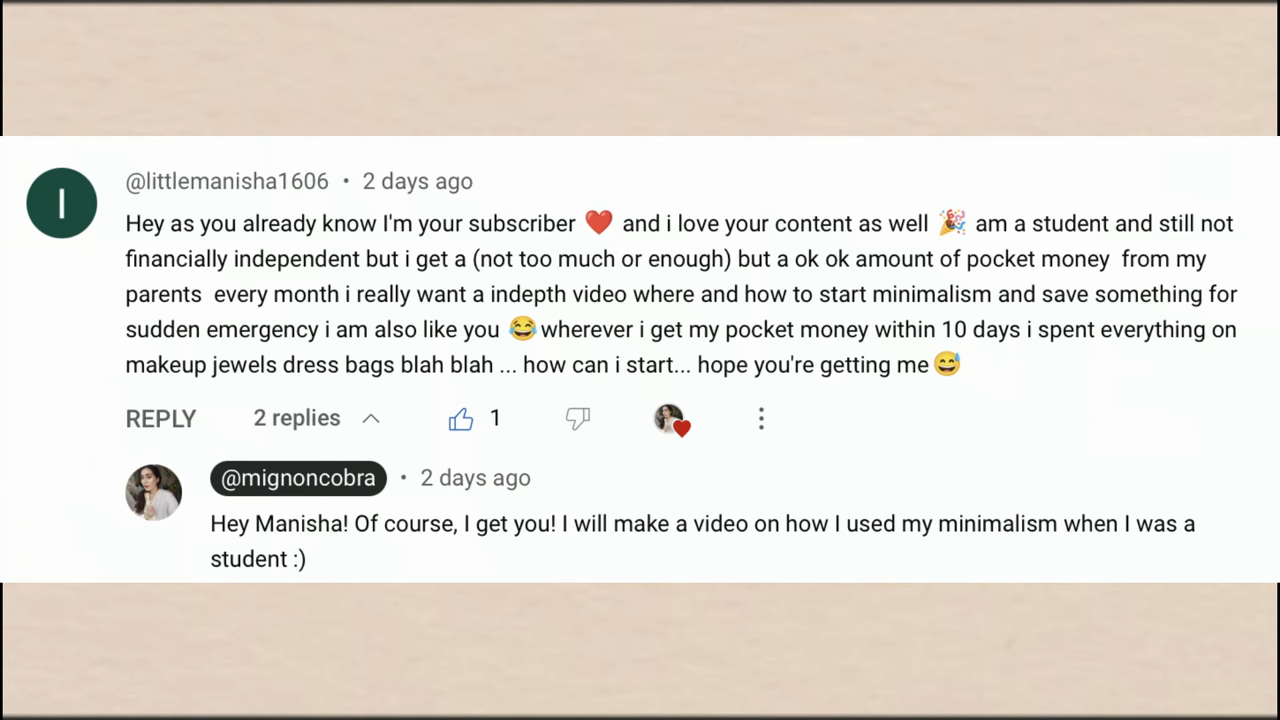 @littlemanisha1606 • 2 days ago
Hey as you already know I'm your subscriber ❤️ and i love your content as well 🎉 am a student and still not
financially independent but i get a (not too much or enough) but a ok ok amount of pocket money from my
parents every month i really want a indepth video where and how to start minimalism and save something for
sudden emergency i am also like you 😂wherever i get my pocket money within 10 days i spent everything on
makeup jewels dress bags blah blah ... how can i start... hope you're getting me😅
REPLY 2 replies 1
@mignoncobra • 2 days ago
Hey Manisha! Of course, I get you! I will make a video on how I used my minimalism when I was a
student :)